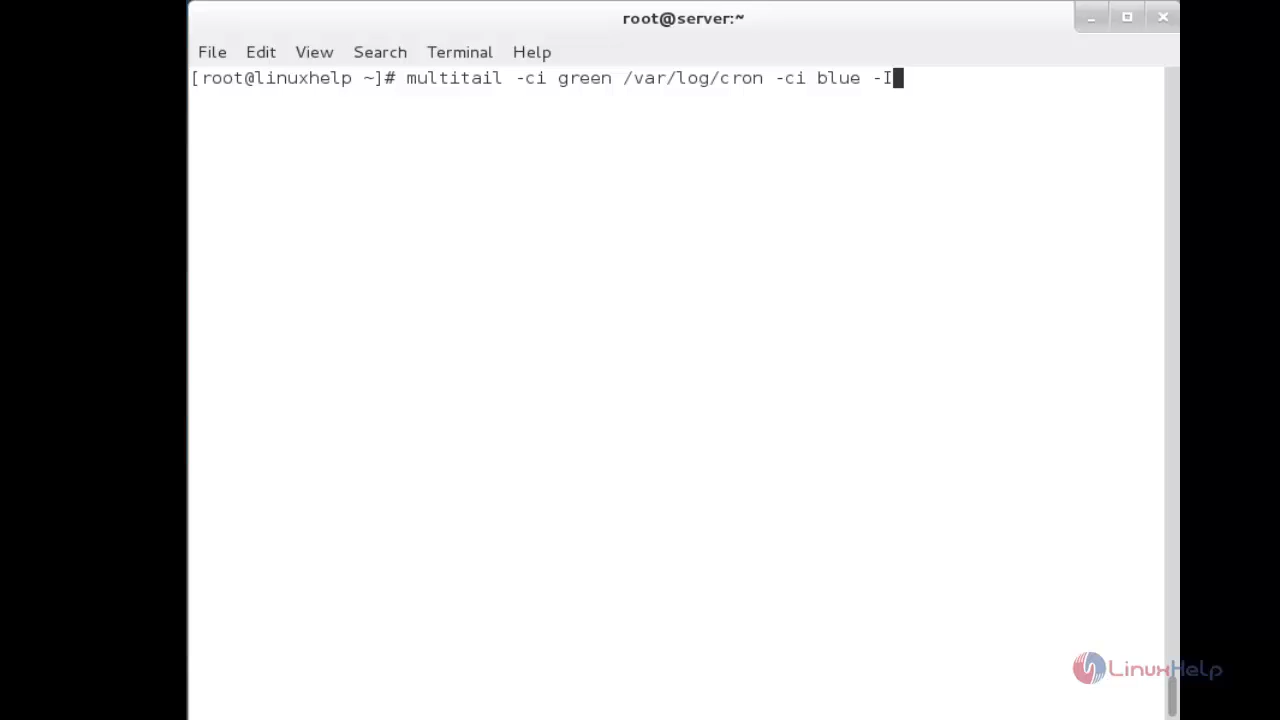 root@server:~
File Edit View Search Terminal Help
[root@linuxhelp ~]# multitail -ci green /var/log/cron -ci blue -I
LinuxHelp